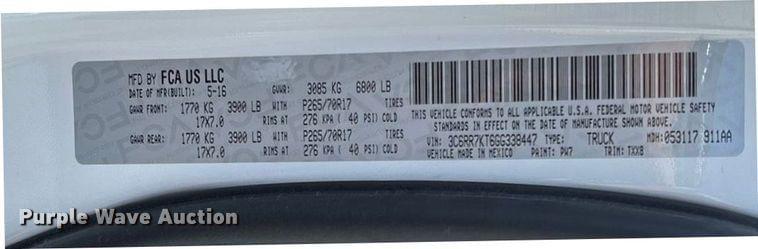 MFD BY FCA US LLC
DATE OF MFR(BUILT): 5-16 GVWR: 3085 KG 6800 LB
GAWR FRONT: 1770 KG 3900 LB WITH P265/70R17 TIRES
17X7.0 RIMS AT 276 KPA ( 40 PSI) COLD
GAWR REAR: 1770 KG 3900 LB WITH P265/70R17 TIRES
17X7.0 RIMS AT 276 KPA ( 40 PSI) COLD
THIS VEHICLE CONFORMS TO ALL APPLICABLE U.S.A. FEDERAL MOTOR VEHICLE SAFETY
STANDARDS IN EFFECT ON THE DATE OF MANUFACTURE SHOWN ABOVE.
VIN: 3C6RR7KT6GG338447 TRUCK MDH: 053117 911AA
VEHICLE MADE IN MEXICO PAINT: PW7 TRIM: TXX8
Purple Wave Auction